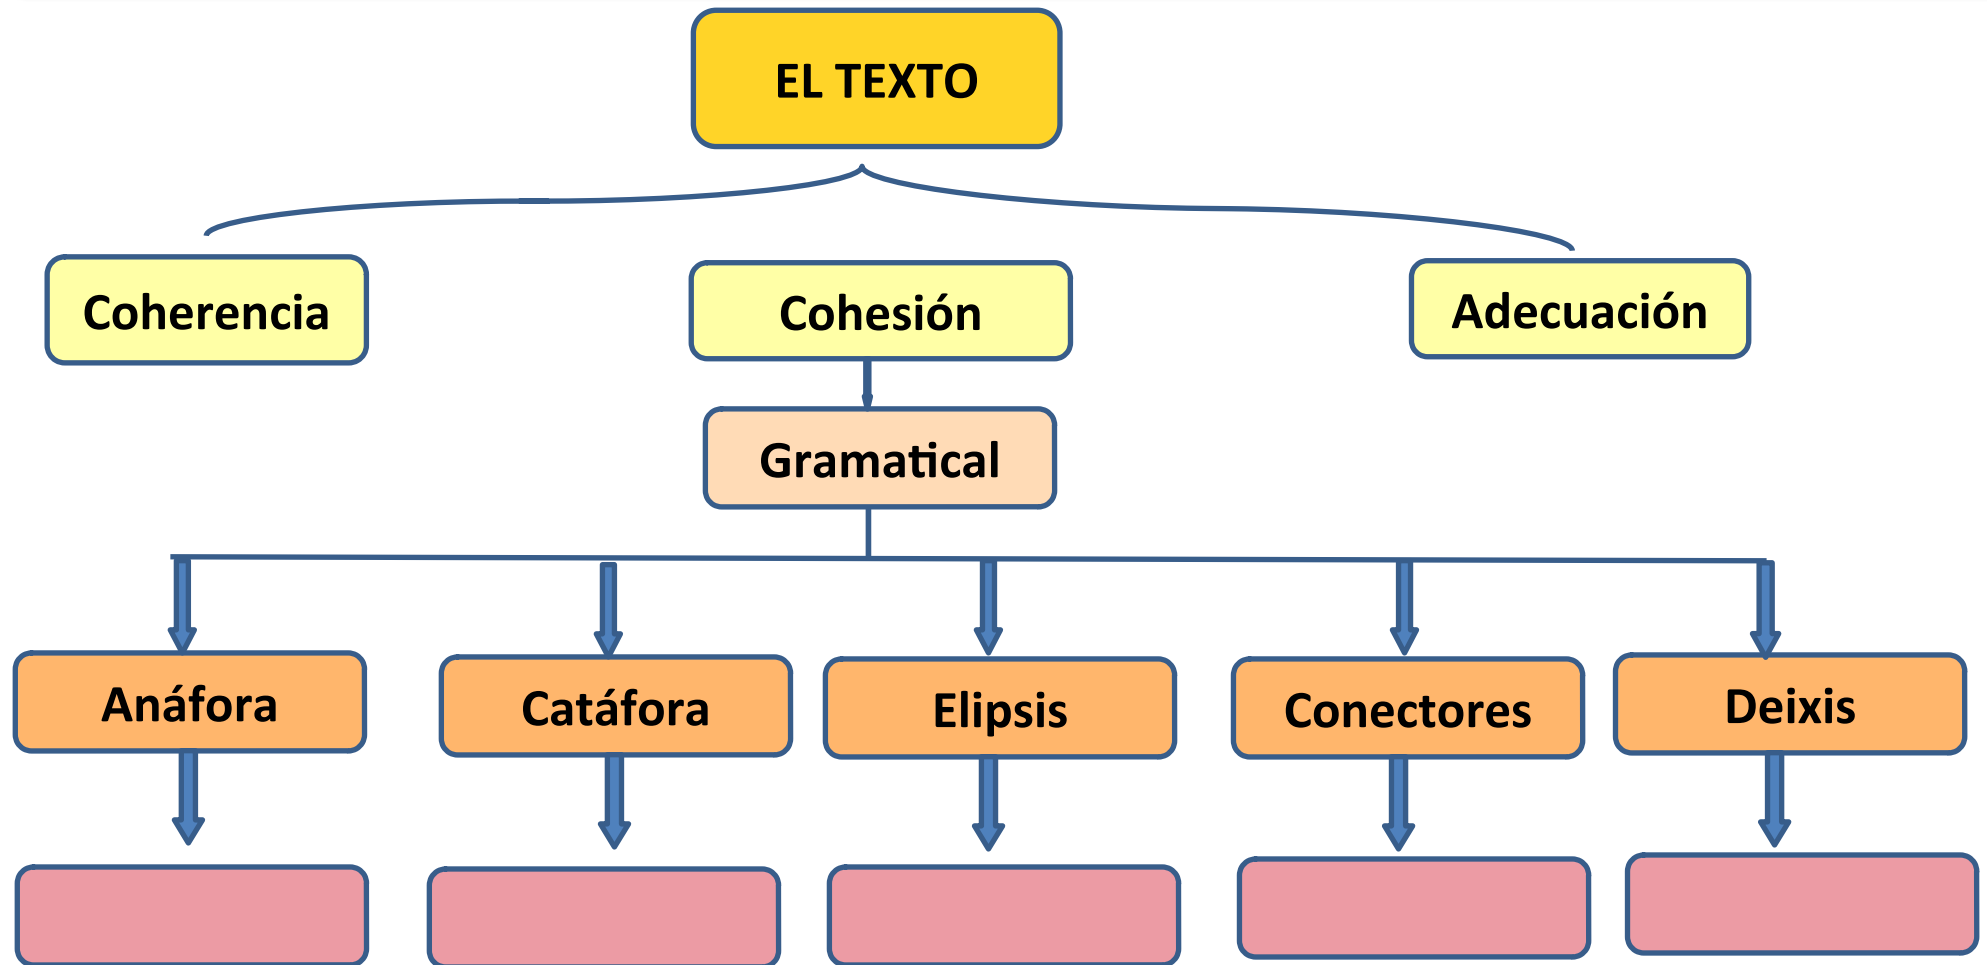 EL TEXTO
Coherencia
Cohesión
Adecuación
Gramatical
Anáfora
Catáfora
Elipsis
Conectores
Deixis